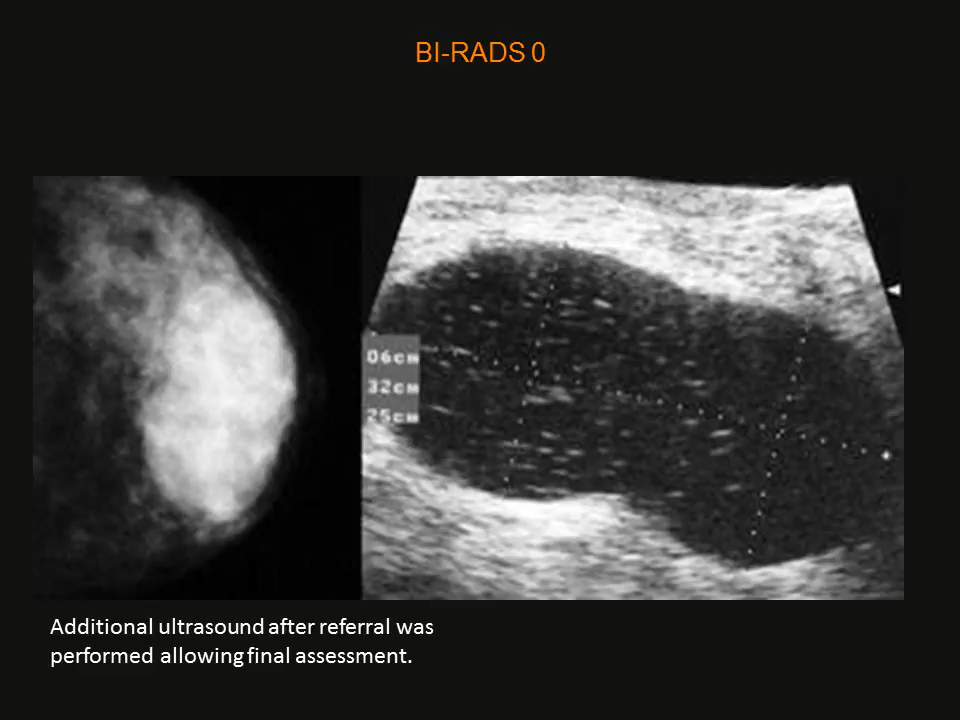 BI-RADS 0
06cm
32cm
25cm
Additional ultrasound after referral was
performed allowing final assessment.